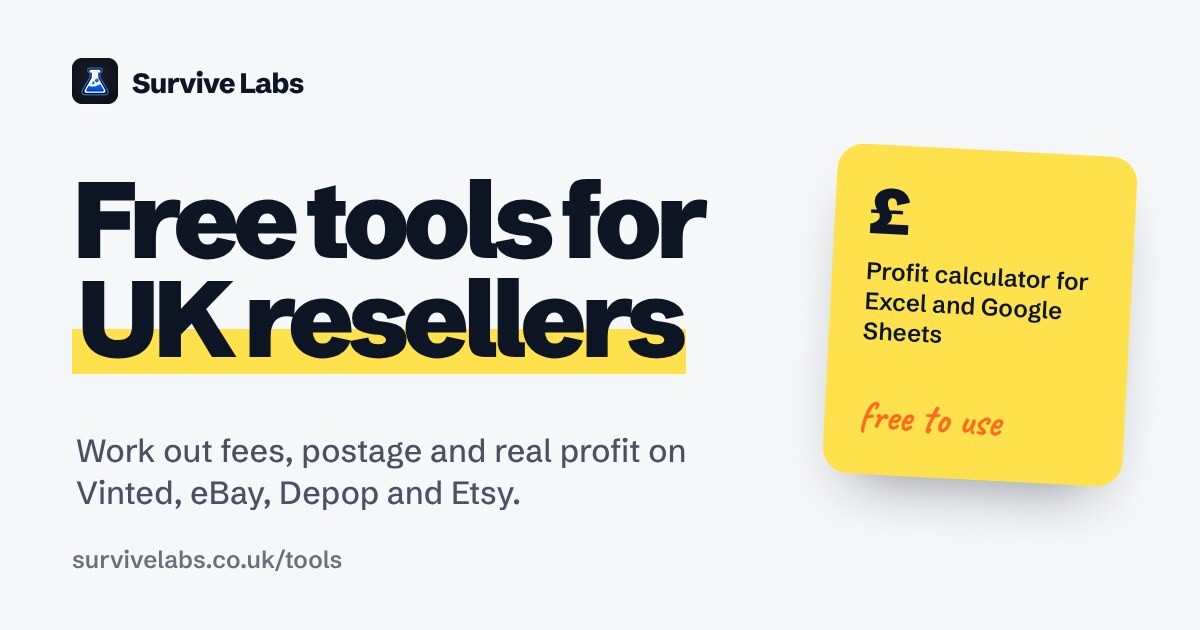 Survive Labs
Free tools for
UK resellers
Work out fees, postage and real profit on
Vinted, eBay, Depop and Etsy.
survivelabs.co.uk/tools
£
Profit calculator for
Excel and Google
Sheets
free to use